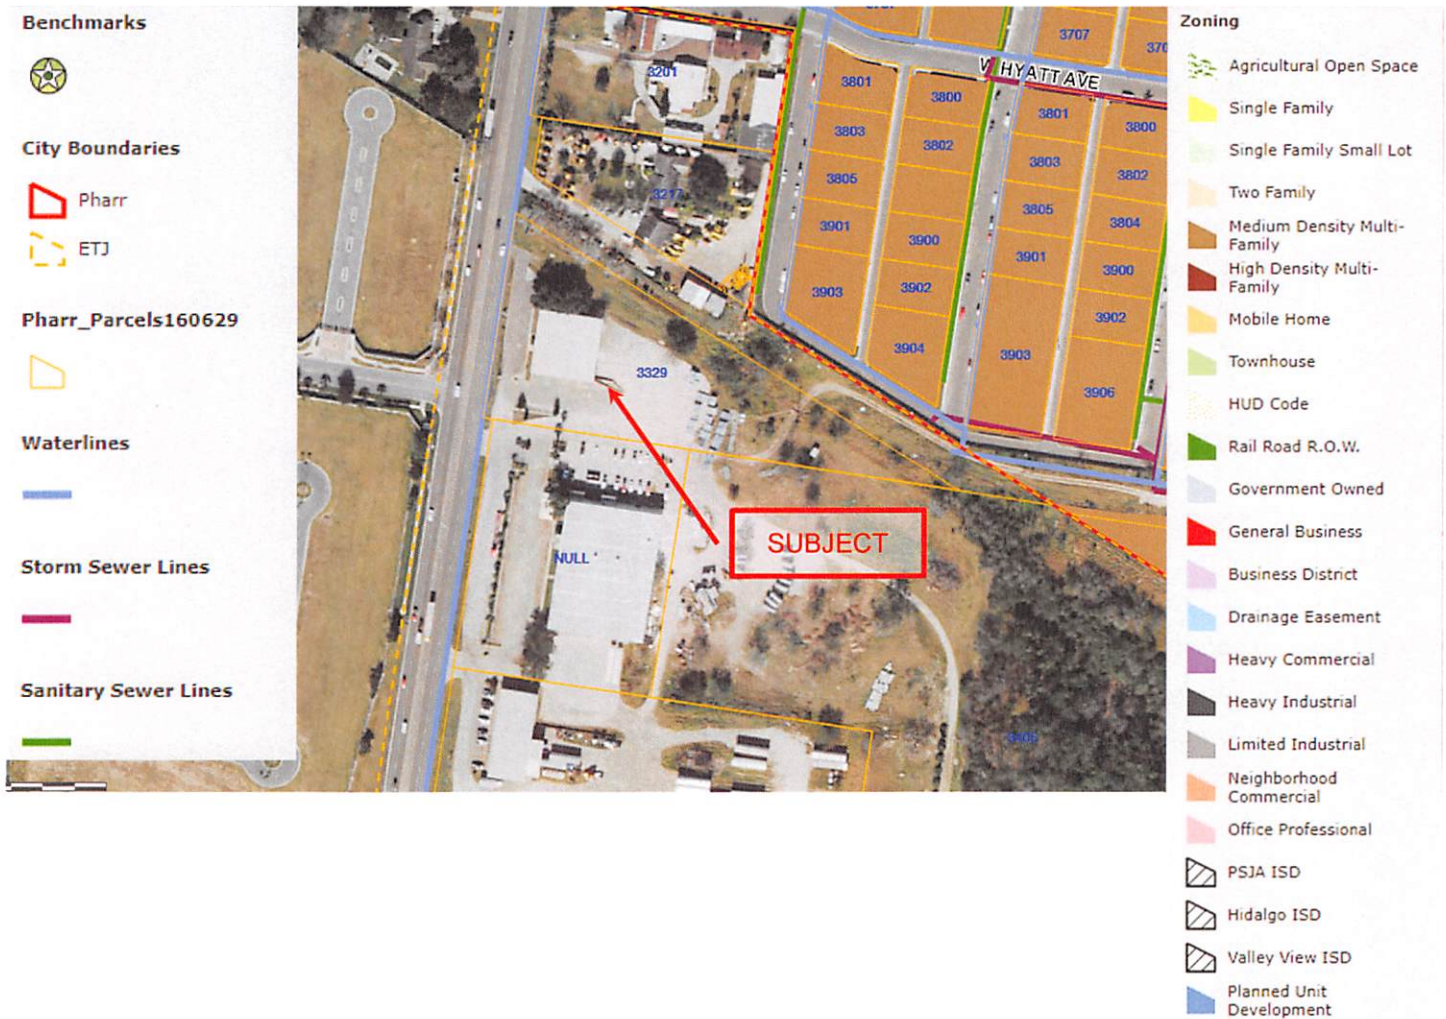 Benchmarks
City Boundaries
Pharr
ETJ
Pharr_Parcels160629
Waterlines
Storm Sewer Lines
Sanitary Sewer Lines
3707
W HYATT AVE
3201
3801
3800
3801
3800
3803
3802
3803
3802
3805
3217
3805
3804
3901
3900
3901
3900
3903
3902
3902
3904
3903
3906
3329
SUBJECT
NULL
Zoning
Agricultural Open Space
Single Family
Single Family Small Lot
Two Family
Medium Density Multi-
Family
High Density Multi-
Family
Mobile Home
Townhouse
HUD Code
Rail Road R.O.W.
Government Owned
General Business
Business District
Drainage Easement
Heavy Commercial
Heavy Industrial
Limited Industrial
Neighborhood
Commercial
Office Professional
PSJA ISD
Hidalgo ISD
Valley View ISD
Planned Unit
Development